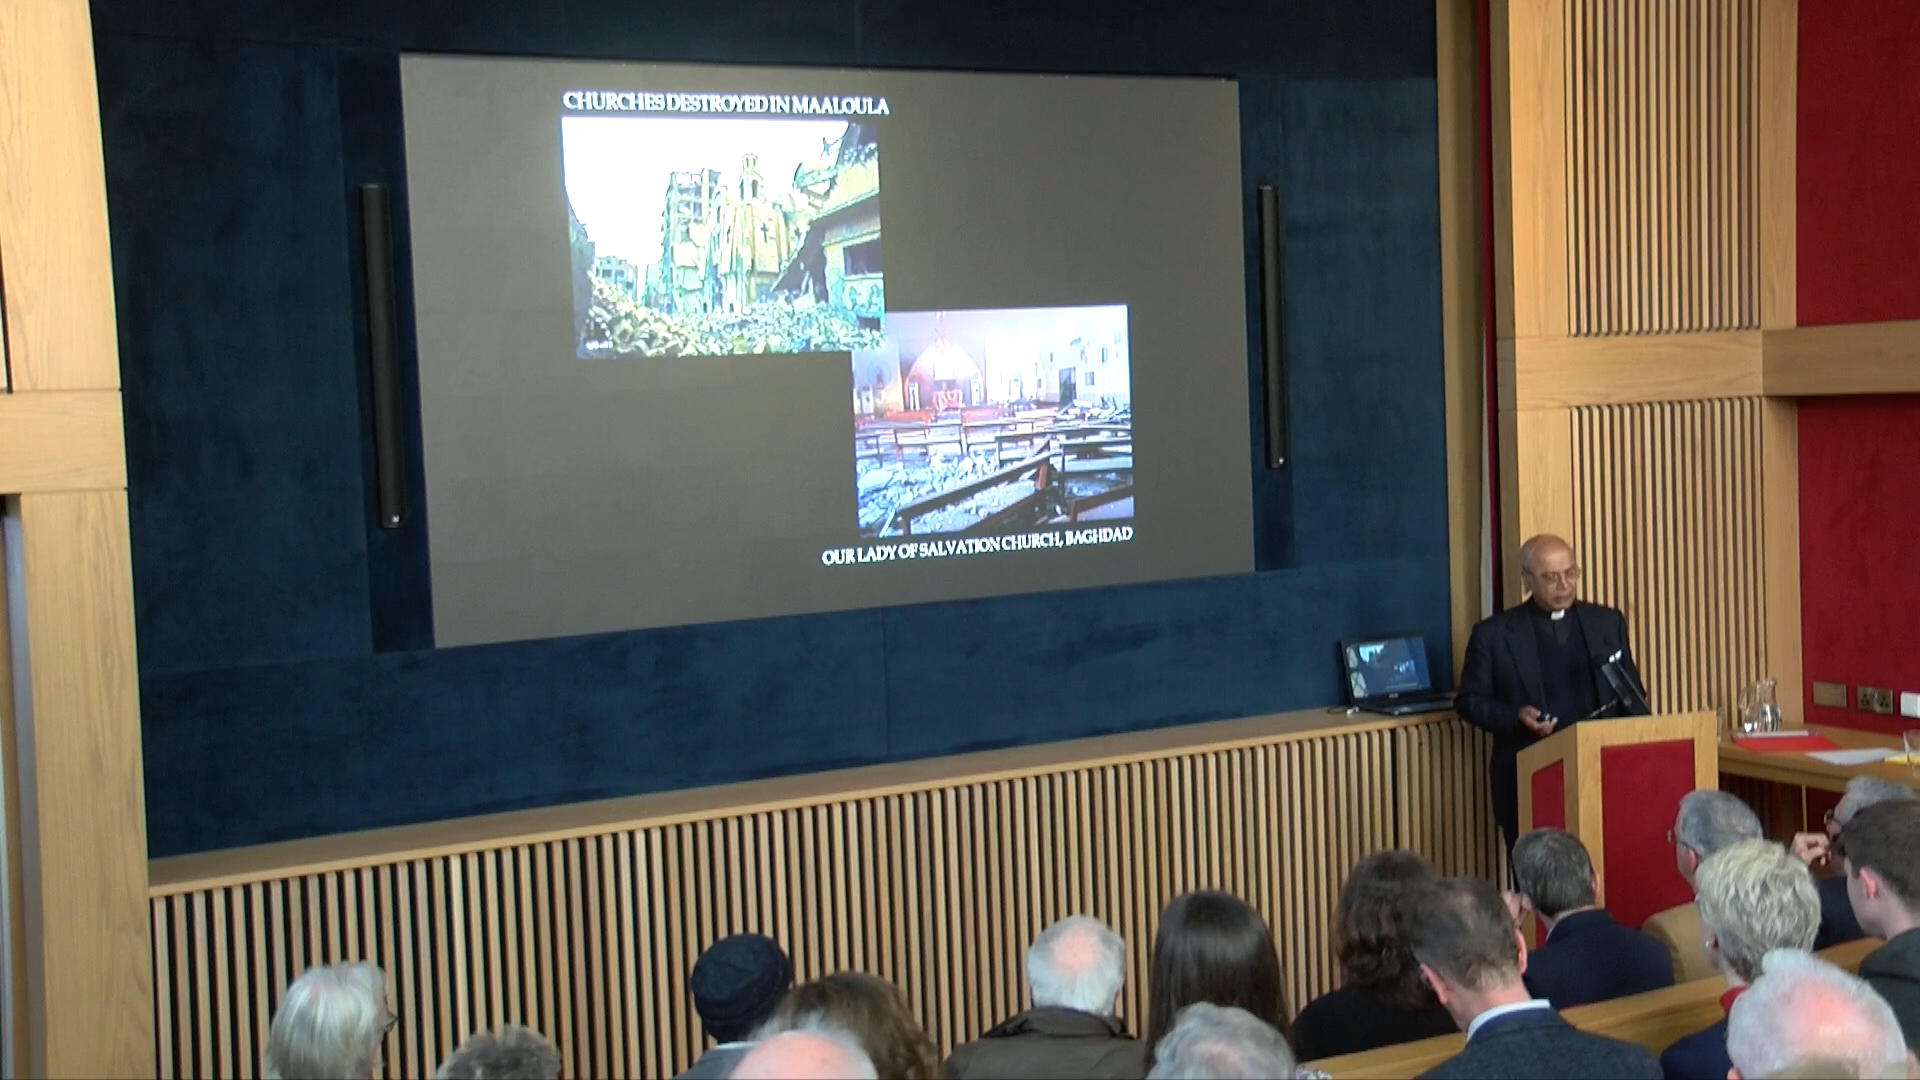 CHURCHES DESTROYED IN MAALOULA
OUR LADY OF SALVATION CHURCH, BAGHDAD